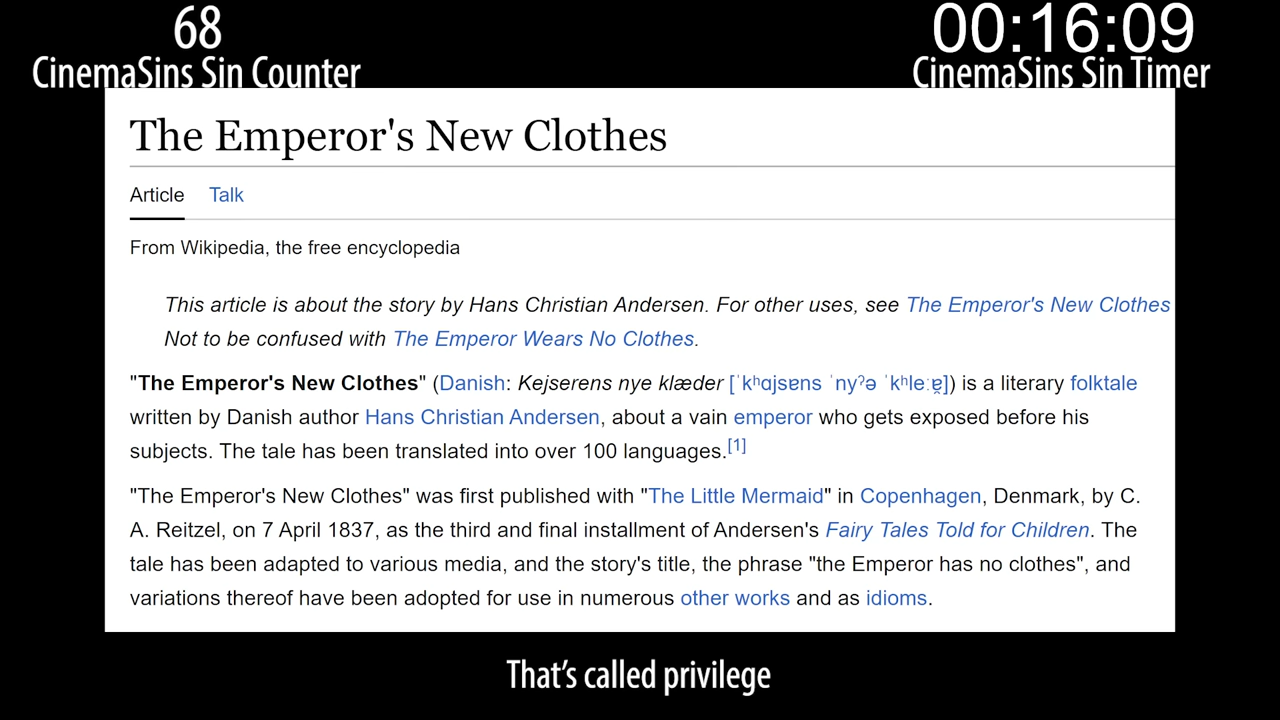 68
CinemaSins Sin Counter
00:16:09
CinemaSins Sin Timer
The Emperor's New Clothes
Article Talk
From Wikipedia, the free encyclopedia
This article is about the story by Hans Christian Andersen. For other uses, see The Emperor's New Clothes
Not to be confused with The Emperor Wears No Clothes.
"The Emperor's New Clothes" (Danish: Kejserens nye klæder [ˈkʰɑjsɐns ˈnyˀə ˈkʰleːɐ̯]) is a literary folktale
written by Danish author Hans Christian Andersen, about a vain emperor who gets exposed before his
subjects. The tale has been translated into over 100 languages.[1]
"The Emperor's New Clothes" was first published with "The Little Mermaid" in Copenhagen, Denmark, by C.
A. Reitzel, on 7 April 1837, as the third and final installment of Andersen's Fairy Tales Told for Children. The
tale has been adapted to various media, and the story's title, the phrase "the Emperor has no clothes", and
variations thereof have been adopted for use in numerous other works and as idioms.
That's called privilege